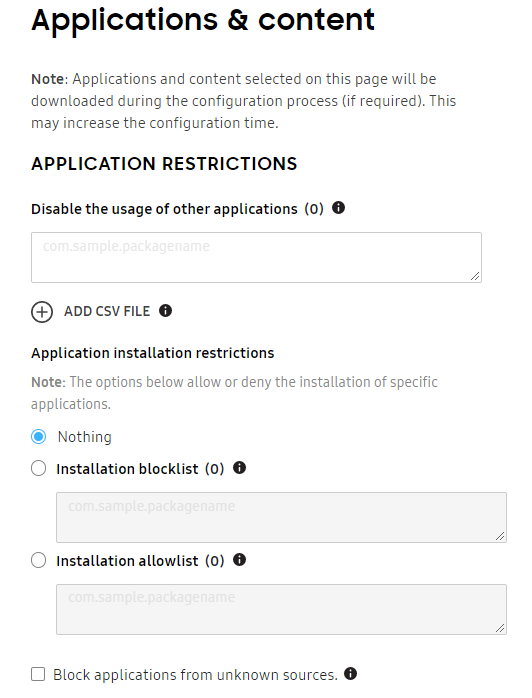 Applications & content
Note: Applications and content selected on this page will be
downloaded during the configuration process (if required). This
may increase the configuration time.
APPLICATION RESTRICTIONS
Disable the usage of other applications (0)
com.sample.packagename
ADD CSV FILE
Application installation restrictions
Note: The options below allow or deny the installation of specific
applications.
Nothing
Installation blocklist (0)
com.sample.packagename
Installation allowlist (0)
com.sample.packagename
Block applications from unknown sources.